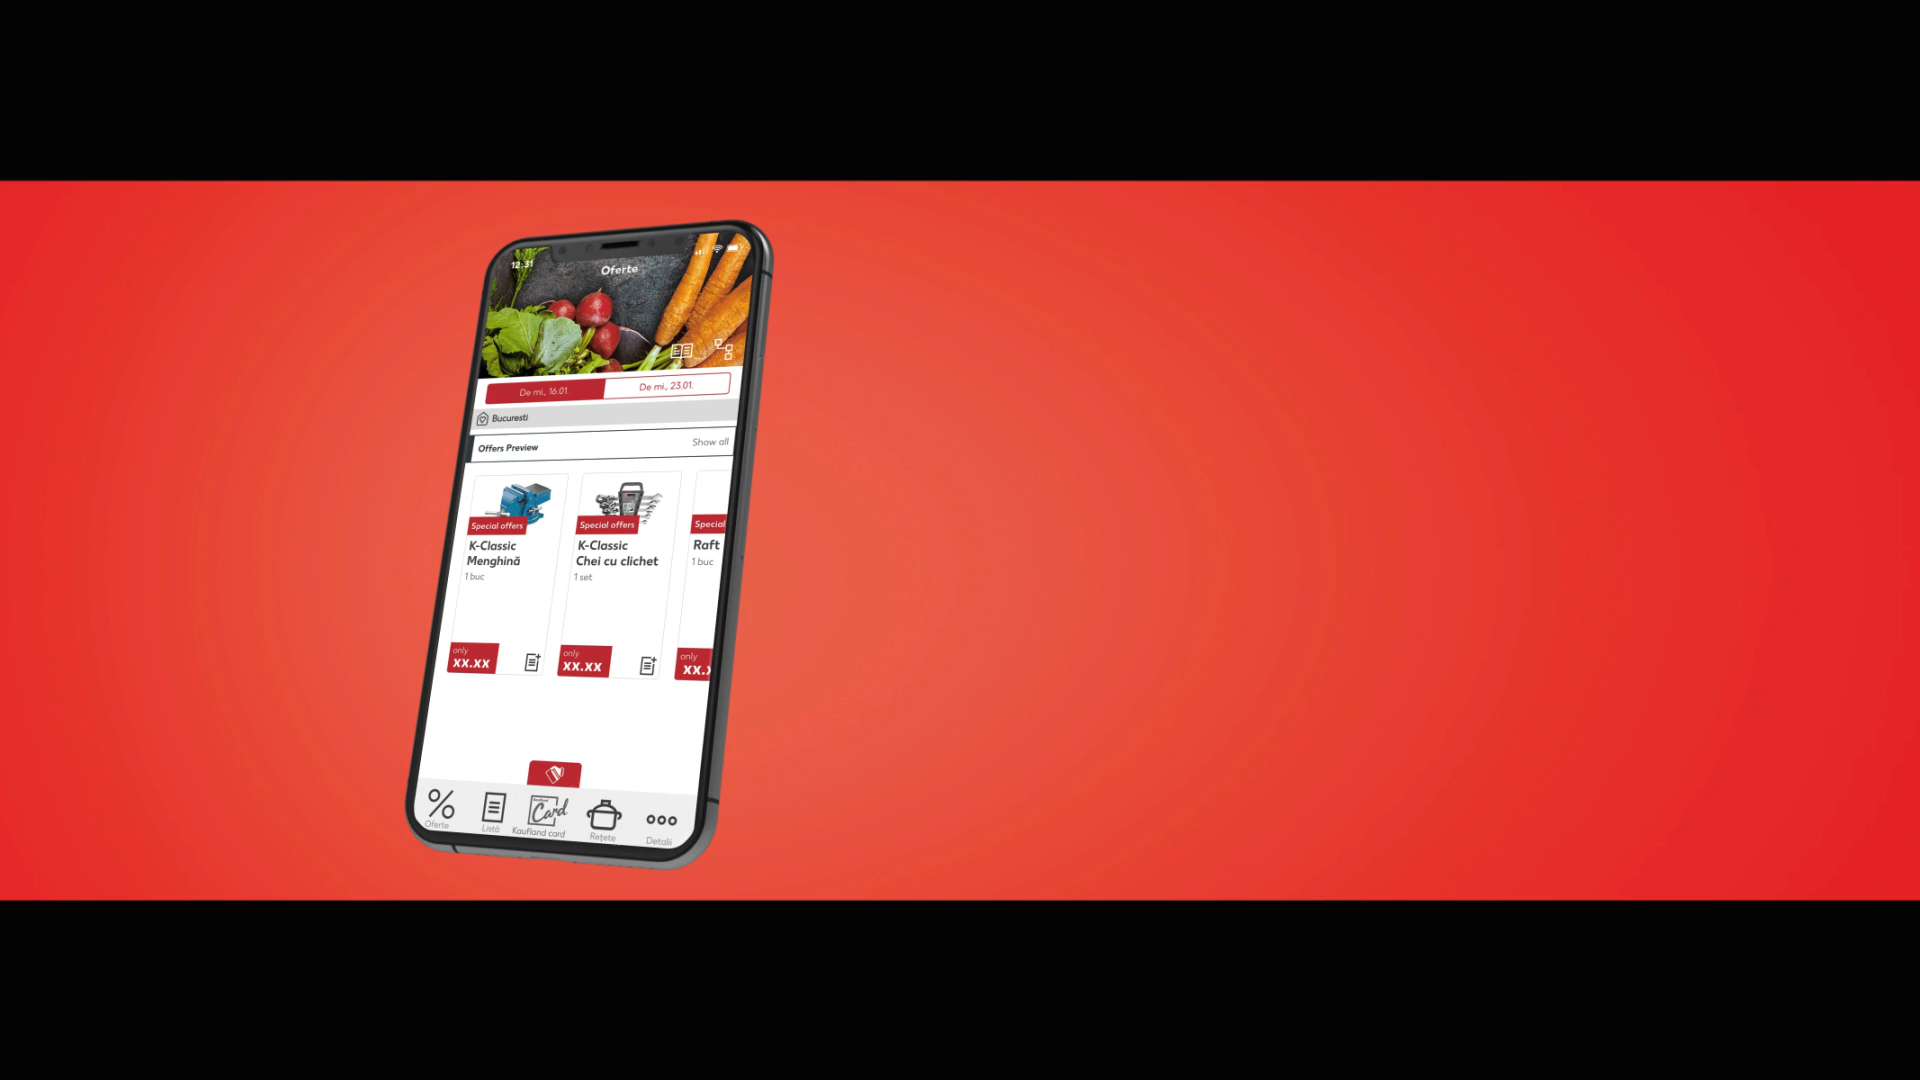 12:31
Oferte
De mi., 16.01.
De mi., 23.01.
Bucuresti
Offers Preview
Show all
Special offers
K-Classic
Menghină
1 buc
only
xx.xx
Special offers
K-Classic
Chei cu clichet
1 set
only
xx.xx
Special
Raft
1 buc
only
xx.x
Oferte
Listă
Card
Kaufland card
Rețete
Detalii